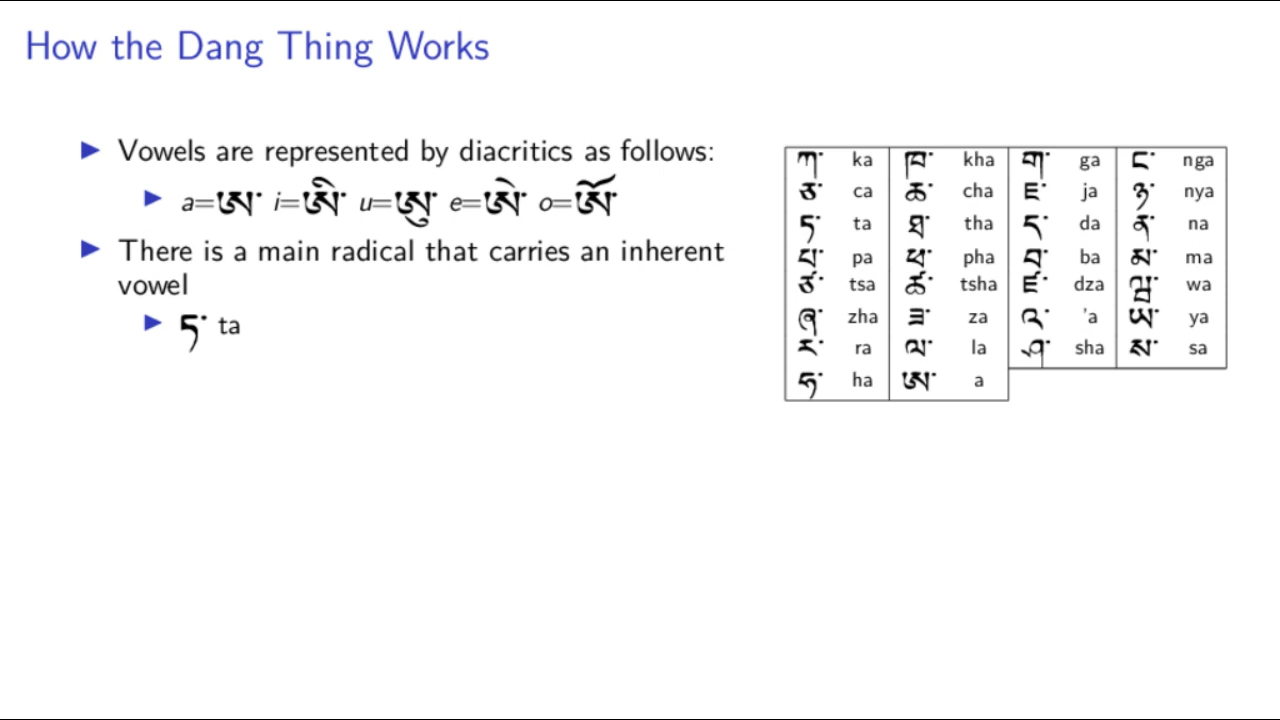 How the Dang Thing Works
▶ Vowels are represented by diacritics as follows:
▶ a=ཨ་ i=ཨི་ u=ཨུ་ e=ཨེ་ o=ཨོ་
▶ There is a main radical that carries an inherent
vowel
▶ ཏ་ ta
ཀ་ ka ཁ་ kha ག་ ga ང་ nga
ཅ་ ca ཆ་ cha ཇ་ ja ཉ་ nya
ཏ་ ta ཐ་ tha ད་ da ན་ na
པ་ pa ཕ་ pha བ་ ba མ་ ma
ཙ་ tsa ཚ་ tsha ཛ་ dza ཝ་ wa
ཞ་ zha ཟ་ za འ་ 'a ཡ་ ya
ར་ ra ལ་ la ཤ་ sha ས་ sa
ཧ་ ha ཨ་ a